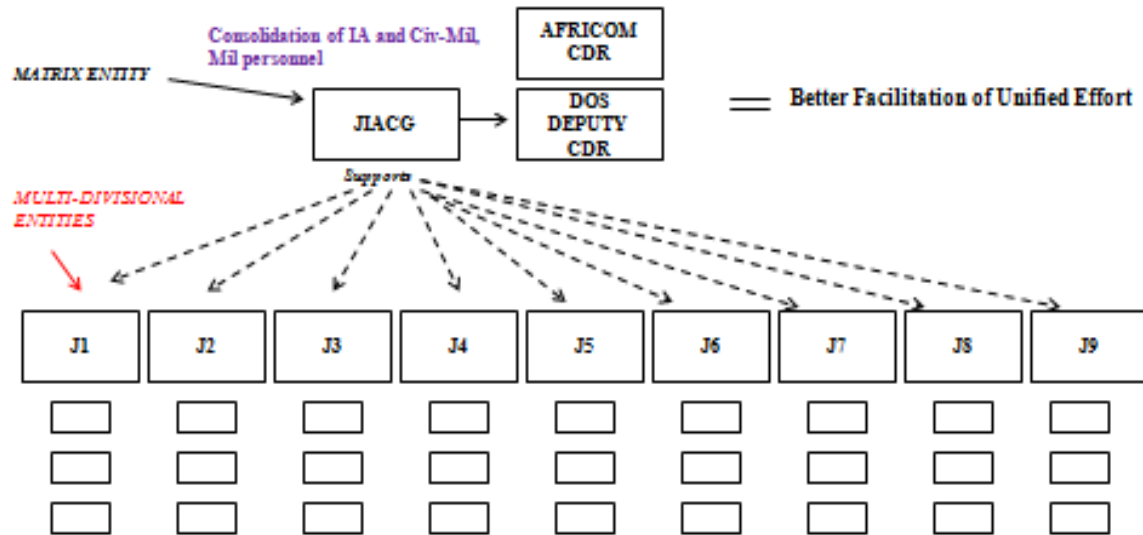 Consolidation of IA and Civ-Mil,
Mil personnel
AFRICOM
CDR
MATRIX ENTITY
JIACG
DOS
DEPUTY
CDR
Better Facilitation of Unified Effort
Supports
MULTI-DIVISIONAL
ENTITIES
J1
J2
J3
J4
J5
J6
J7
J8
J9